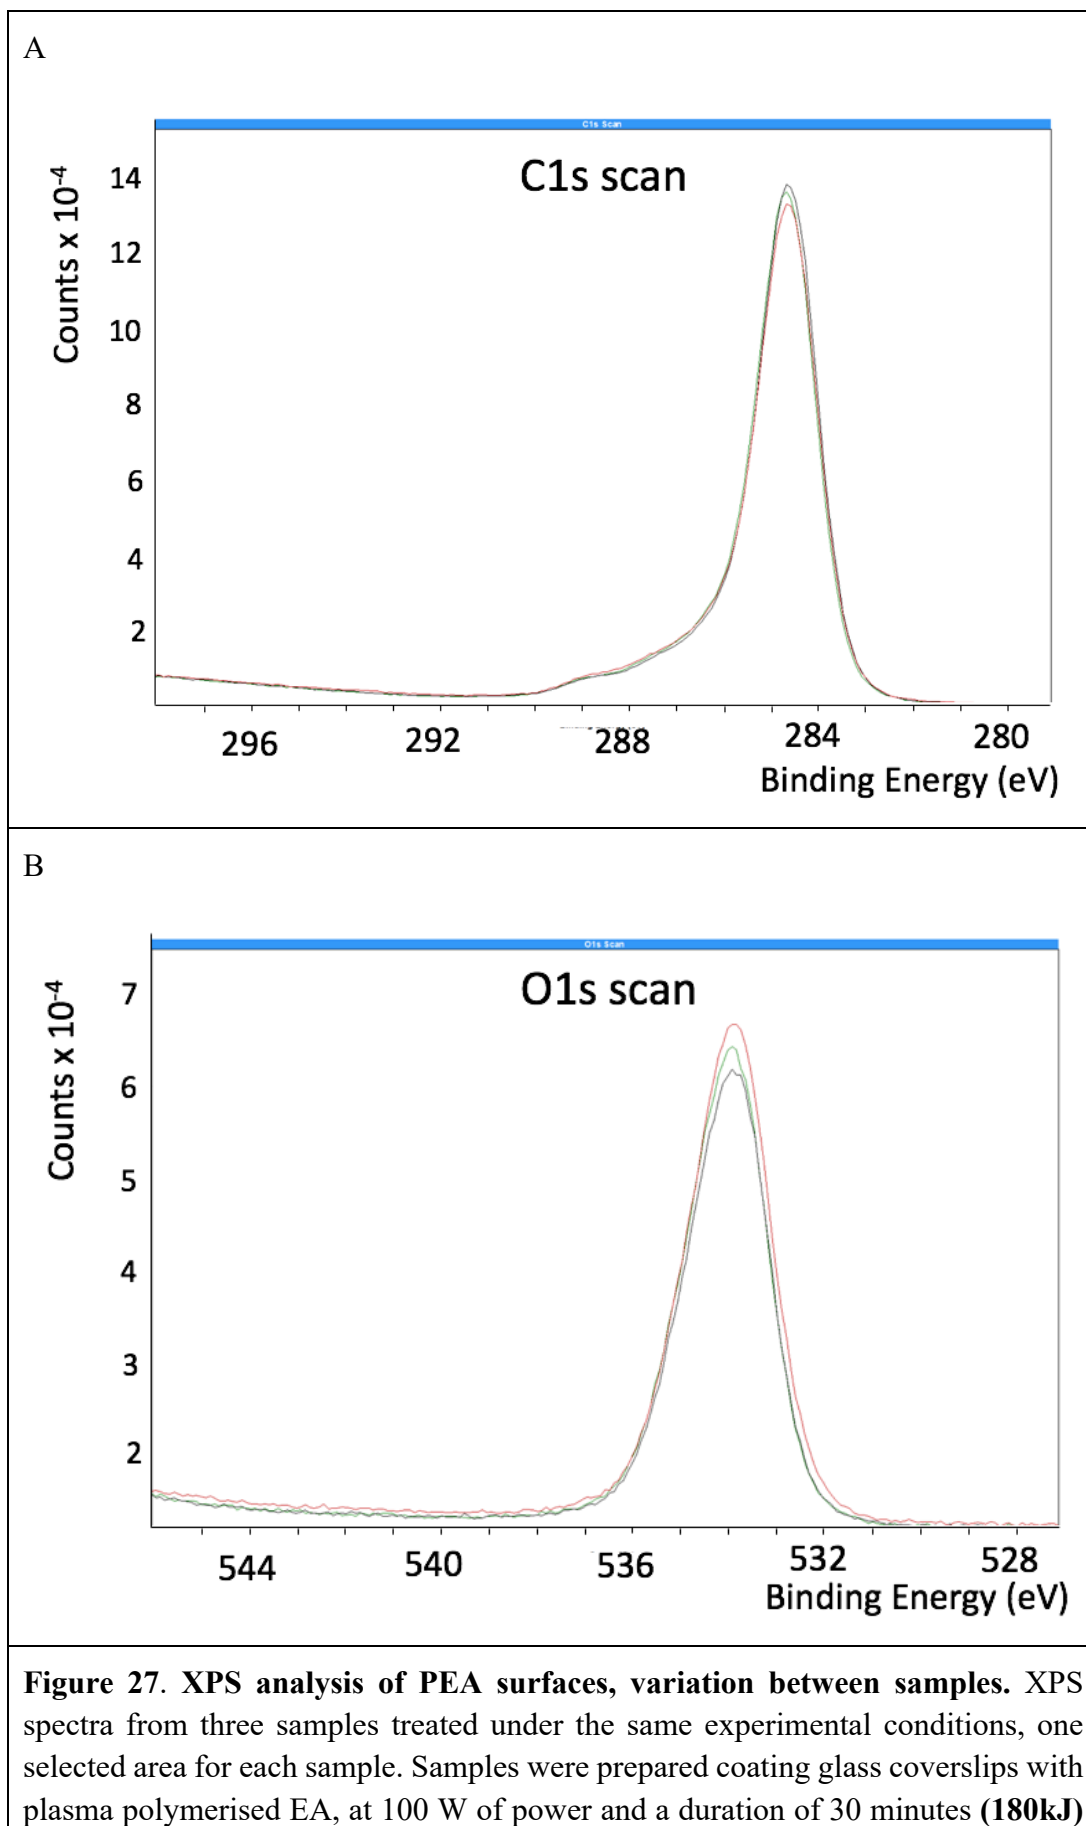 A
C1s Scan
C1s scan
Counts x 10-4
14
12
10
8
6
4
2
296 292 288 284 280
Binding Energy (eV)
B
O1s Scan
O1s scan
Counts x 10-4
7
6
5
4
3
2
544 540 536 532 528
Binding Energy (eV)
Figure 27. XPS analysis of PEA surfaces, variation between samples. XPS
spectra from three samples treated under the same experimental conditions, one
selected area for each sample. Samples were prepared coating glass coverslips with
plasma polymerised EA, at 100 W of power and a duration of 30 minutes (180kJ)